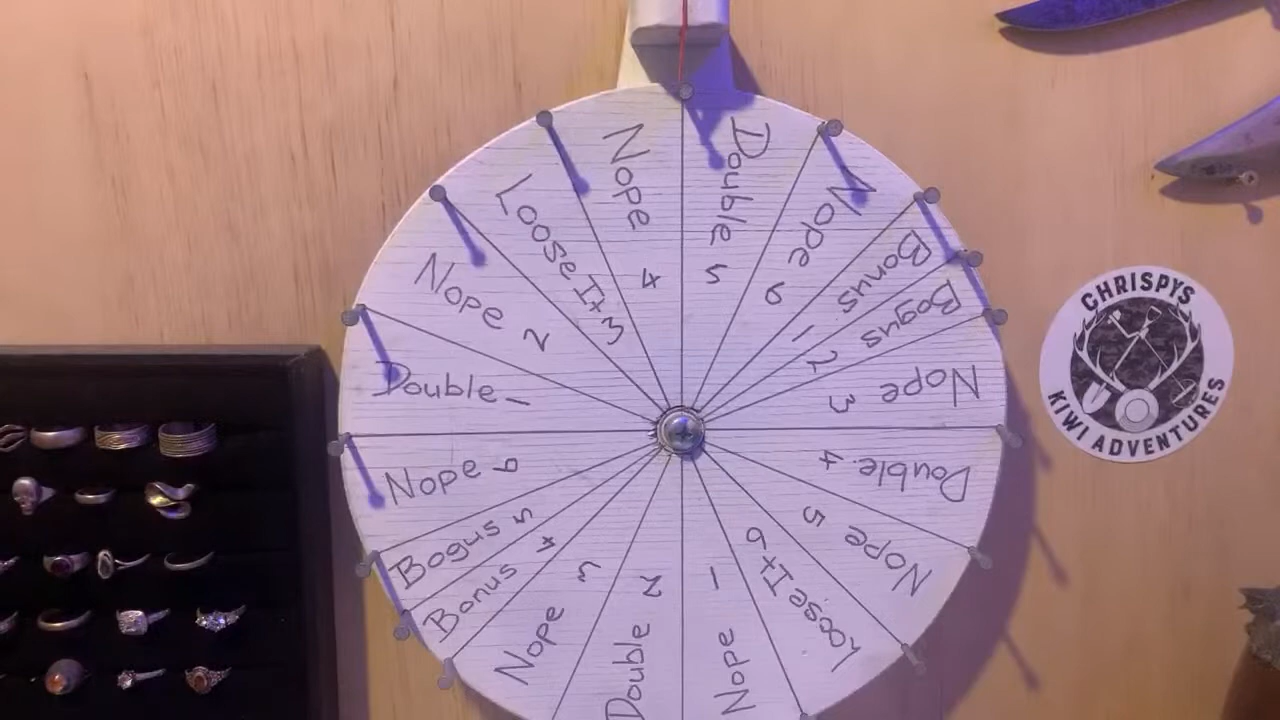 Double 5
Nope 6
Bonus 1
Bogus 2
Nope 3
Double 4
Nope 5
Loose It 6
Nope 1
Double 2
Nope 3
Bonus 4
Bogus 5
Nope 6
Double 1
Nope 2
Loose It 3
Nope 4
CHRISPYS
KIWI ADVENTURES